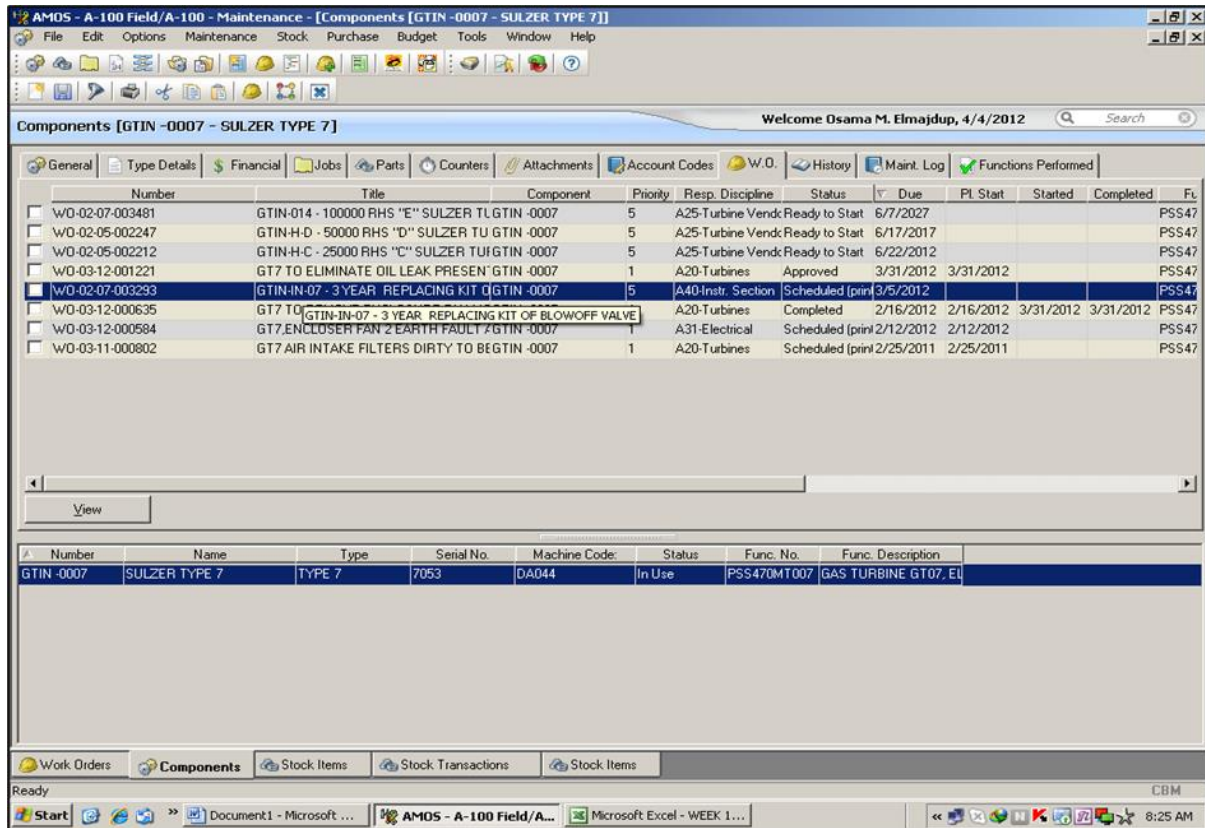 AMOS - A-100 Field/A-100 - Maintenance - [Components [GTIN -0007 - SULZER TYPE 7]]
File Edit Options Maintenance Stock Purchase Budget Tools Window Help
Components [GTIN -0007 - SULZER TYPE 7] Welcome Osama M. Elmajdup, 4/4/2012 Search
General Type Details $ Financial Jobs Parts Counters Attachments Account Codes W.O. History Maint. Log Functions Performed
Number Title Component Priority Resp. Discipline Status Due Pl. Start Started Completed Fu
WO-02-07-003481 GTIN-014 - 100000 RHS "E" SULZER TU GTIN -0007 5 A25-Turbine Vendc Ready to Start 6/7/2027 PSS47
WO-02-05-002247 GTIN-H-D - 50000 RHS "D" SULZER TU GTIN -0007 5 A25-Turbine Vendc Ready to Start 6/17/2017 PSS47
WO-02-05-002212 GTIN-H-C - 25000 RHS "C" SULZER TUF GTIN -0007 5 A25-Turbine Vendc Ready to Start 6/22/2012 PSS47
WO-03-12-001221 GT7 TO ELIMINATE OIL LEAK PRESEN GTIN -0007 1 A20-Turbines Approved 3/31/2012 3/31/2012 PSS47
WO-02-07-003293 GTIN-IN-07 - 3 YEAR REPLACING KIT O GTIN -0007 5 A40-Instr. Section Scheduled (print 3/5/2012 PSS47
WO-03-12-000635 GT7 TO A20-Turbines Completed 2/16/2012 2/16/2012 3/31/2012 3/31/2012 PSS47
GTIN-IN-07 - 3 YEAR REPLACING KIT OF BLOWOFF VALVE
WO-03-12-000584 GT7,ENCLOSER FAN 2 EARTH FAULT GTIN -0007 1 A31-Electrical Scheduled (print 2/12/2012 2/12/2012 PSS47
WO-03-11-000802 GT7 AIR INTAKE FILTERS DIRTY TO BE GTIN -0007 1 A20-Turbines Scheduled (print 2/25/2011 2/25/2011 PSS47
View
Number Name Type Serial No. Machine Code: Status Func. No. Func. Description
GTIN -0007 SULZER TYPE 7 TYPE 7 7053 DA044 In Use PSS470MT007 GAS TURBINE GT07, EL
Work Orders Components Stock Items Stock Transactions Stock Items
Ready CBM
Start Document1 - Microsoft ... AMOS - A-100 Field/A... Microsoft Excel - WEEK 1... 8:25 AM